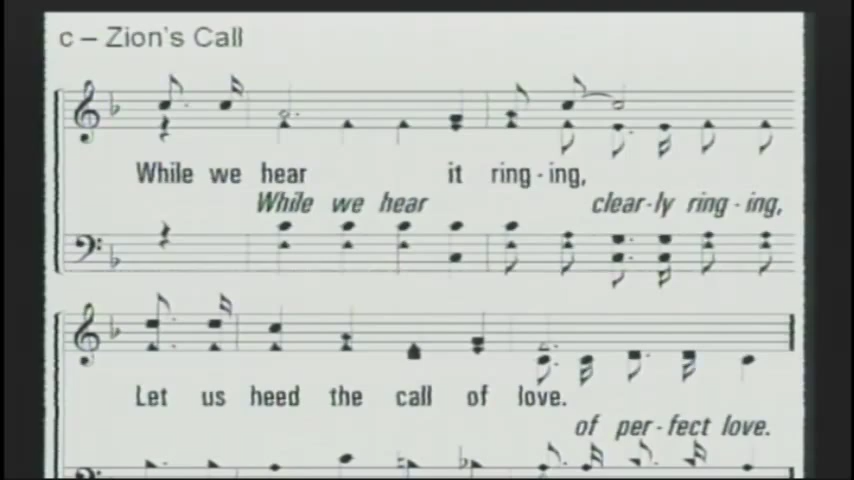 c – Zion's Call
While we hear it ring - ing,
While we hear clear - ly ring - ing,
Let us heed the call of love.
of per - fect love.